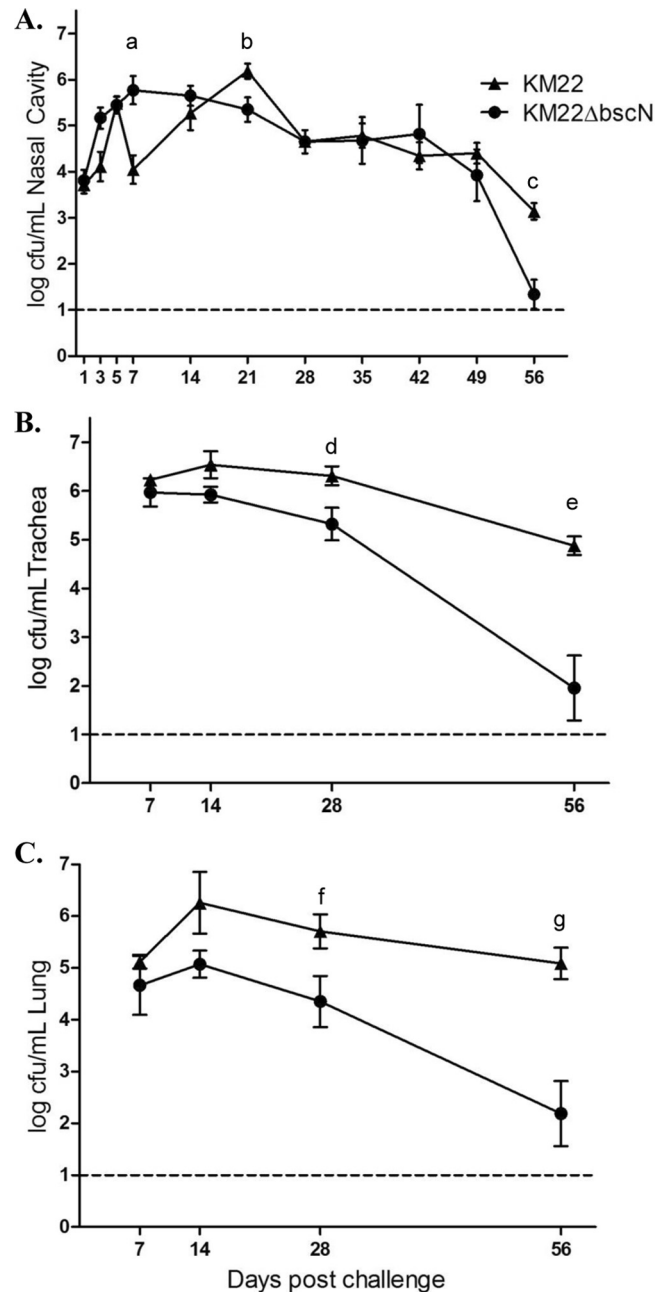 A.
7
6
5
4
3
2
1
0
log cfu/mL Nasal Cavity
a
b
c
KM22
KM22ΔbscN
1 3 5 7 14 21 28 35 42 49 56
B.
7
6
5
4
3
2
1
0
log cfu/mLTrachea
d
e
7 14 28 56
C.
7
6
5
4
3
2
1
0
log cfu/mL Lung
f
g
7 14 28 56
Days post challenge